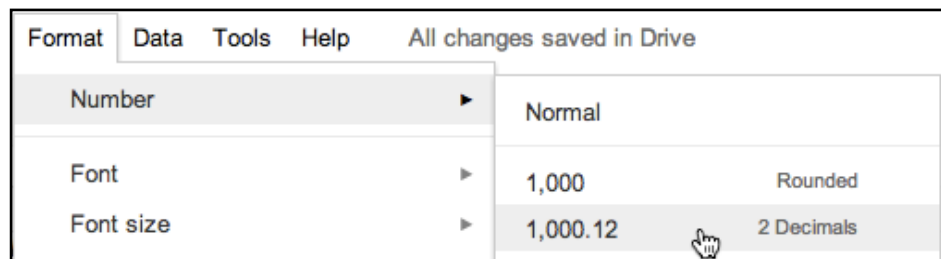 Format Data Tools Help All changes saved in Drive
Number
Normal
Font
1,000 Rounded
Font size
1,000.12 2 Decimals